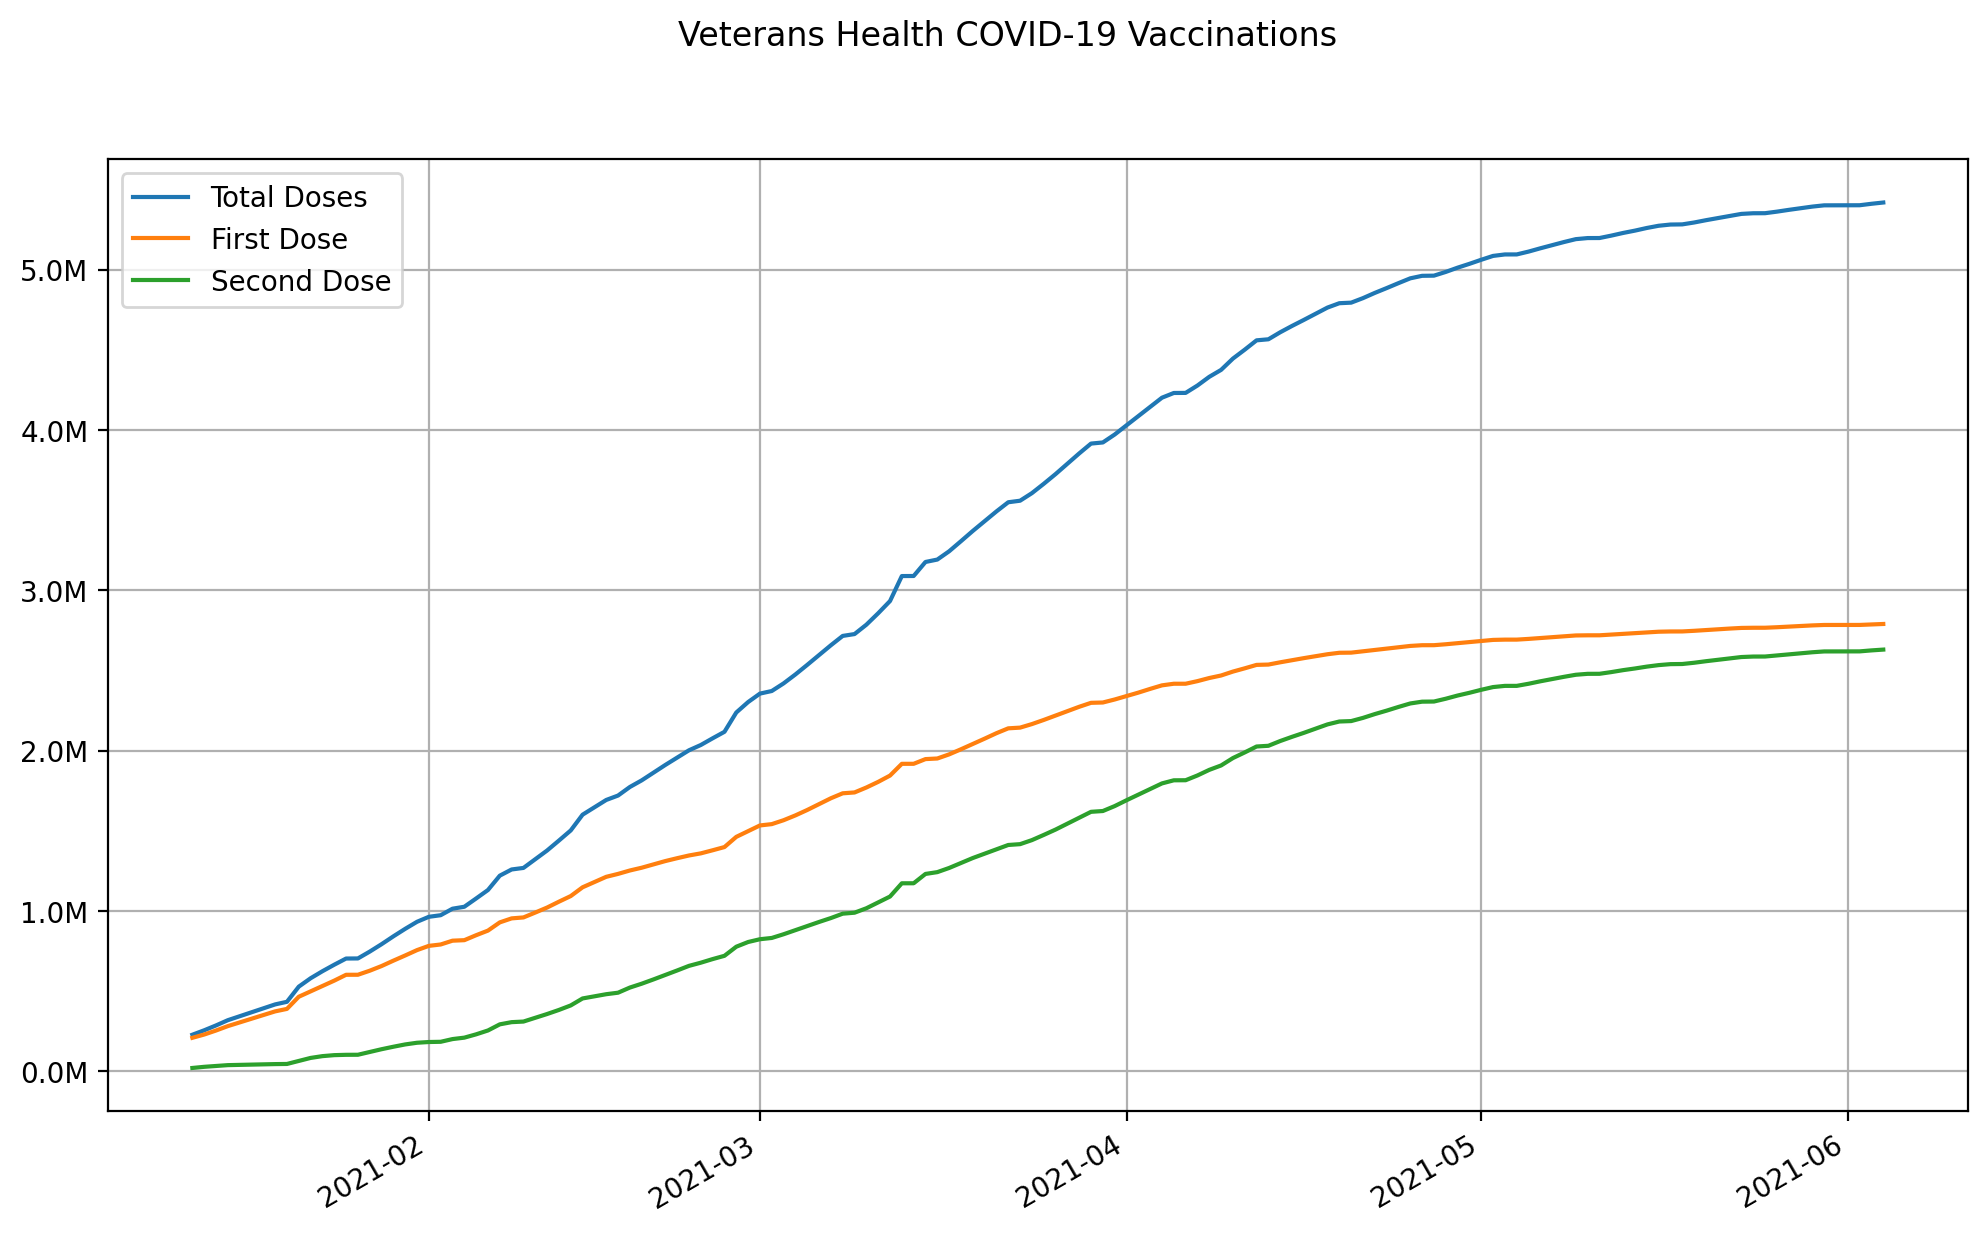 Veterans Health COVID-19 Vaccinations
Total Doses
First Dose
Second Dose
5.0M
4.0M
3.0M
2.0M
1.0M
0.0M
2021-02
2021-03
2021-04
2021-05
2021-06